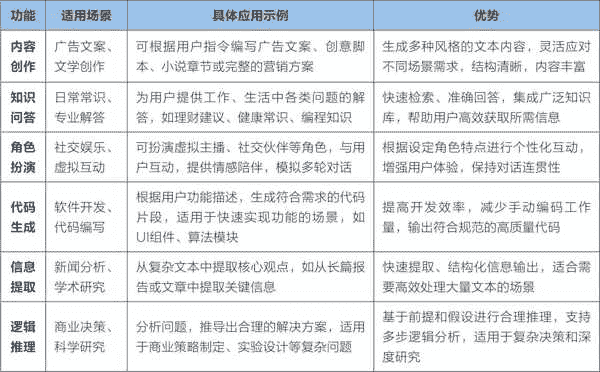 功能 适用场景 具体应用示例 优势
内容 广告文案、 可根据用户指令编写广告文案、创意脚 生成多种风格的文本内容，灵活应对
创作 文学创作 本、小说章节或完整的营销方案 不同场景需求，结构清晰，内容丰富
知识 日常常识、 为用户提供工作、生活中各类问题的解 快速检索、准确回答，集成广泛知识
问答 专业解答 答，如理财建议、健康常识、编程知识 库，帮助用户高效获取所需信息
角色 社交娱乐、 可扮演虚拟主播、社交伙伴等角色，与 根据设定角色特点进行个性化互动，
扮演 虚拟互动 用户互动，提供情感陪伴，模拟多轮对话 增强用户体验，保持对话连贯性
代码 软件开发、 根据用户功能描述，生成符合需求的代码 提高开发效率，减少手动编码工作
生成 代码编写 片段，适用于快速实现功能的场景，如 量，输出符合规范的高质量代码
UI组件、算法模块
信息 新闻分析、 从复杂文本中提取核心观点，如从长篇 快速提取、结构化信息输出，适合需
提取 学术研究 报告或文章中提取关键信息 要高效处理大量文本的场景
逻辑 商业决策、 分析问题，推导出合理的解决方案，适用 基于前提和假设进行合理推理，支持
推理 科学研究 于商业策略制定、实验设计等复杂问题 多步逻辑分析，适用于复杂决策和深
度研究